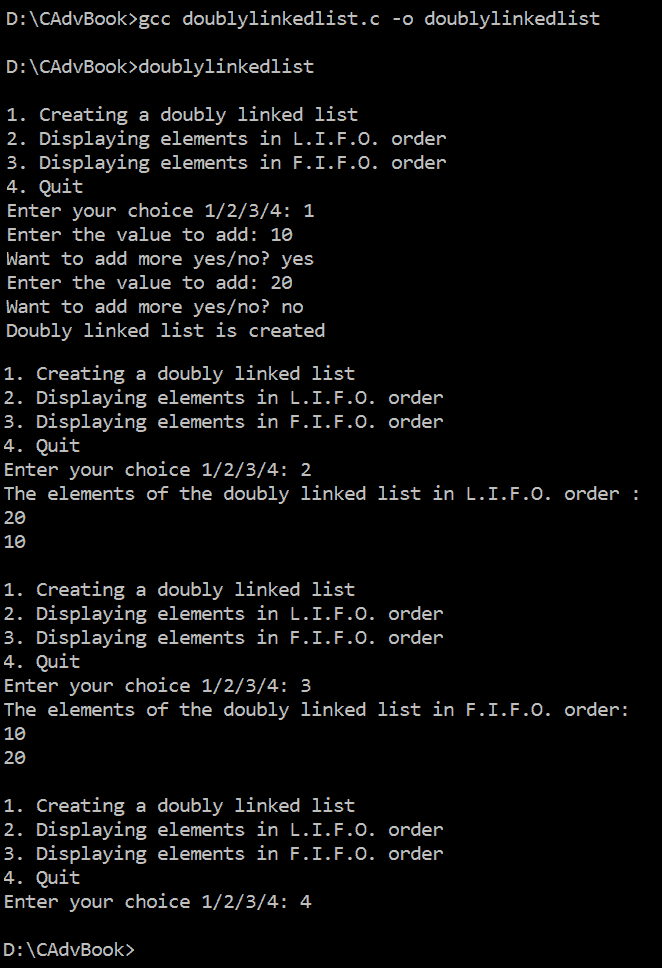 D:\CAdvBook>gcc doublylinkedlist.c -o doublylinkedlist
D:\CAdvBook>doublylinkedlist
1. Creating a doubly linked list
2. Displaying elements in L.I.F.O. order
3. Displaying elements in F.I.F.O. order
4. Quit
Enter your choice 1/2/3/4: 1
Enter the value to add: 10
Want to add more yes/no? yes
Enter the value to add: 20
Want to add more yes/no? no
Doubly linked list is created
1. Creating a doubly linked list
2. Displaying elements in L.I.F.O. order
3. Displaying elements in F.I.F.O. order
4. Quit
Enter your choice 1/2/3/4: 2
The elements of the doubly linked list in L.I.F.O. order :
20
10
1. Creating a doubly linked list
2. Displaying elements in L.I.F.O. order
3. Displaying elements in F.I.F.O. order
4. Quit
Enter your choice 1/2/3/4: 3
The elements of the doubly linked list in F.I.F.O. order:
10
20
1. Creating a doubly linked list
2. Displaying elements in L.I.F.O. order
3. Displaying elements in F.I.F.O. order
4. Quit
Enter your choice 1/2/3/4: 4
D:\CAdvBook>